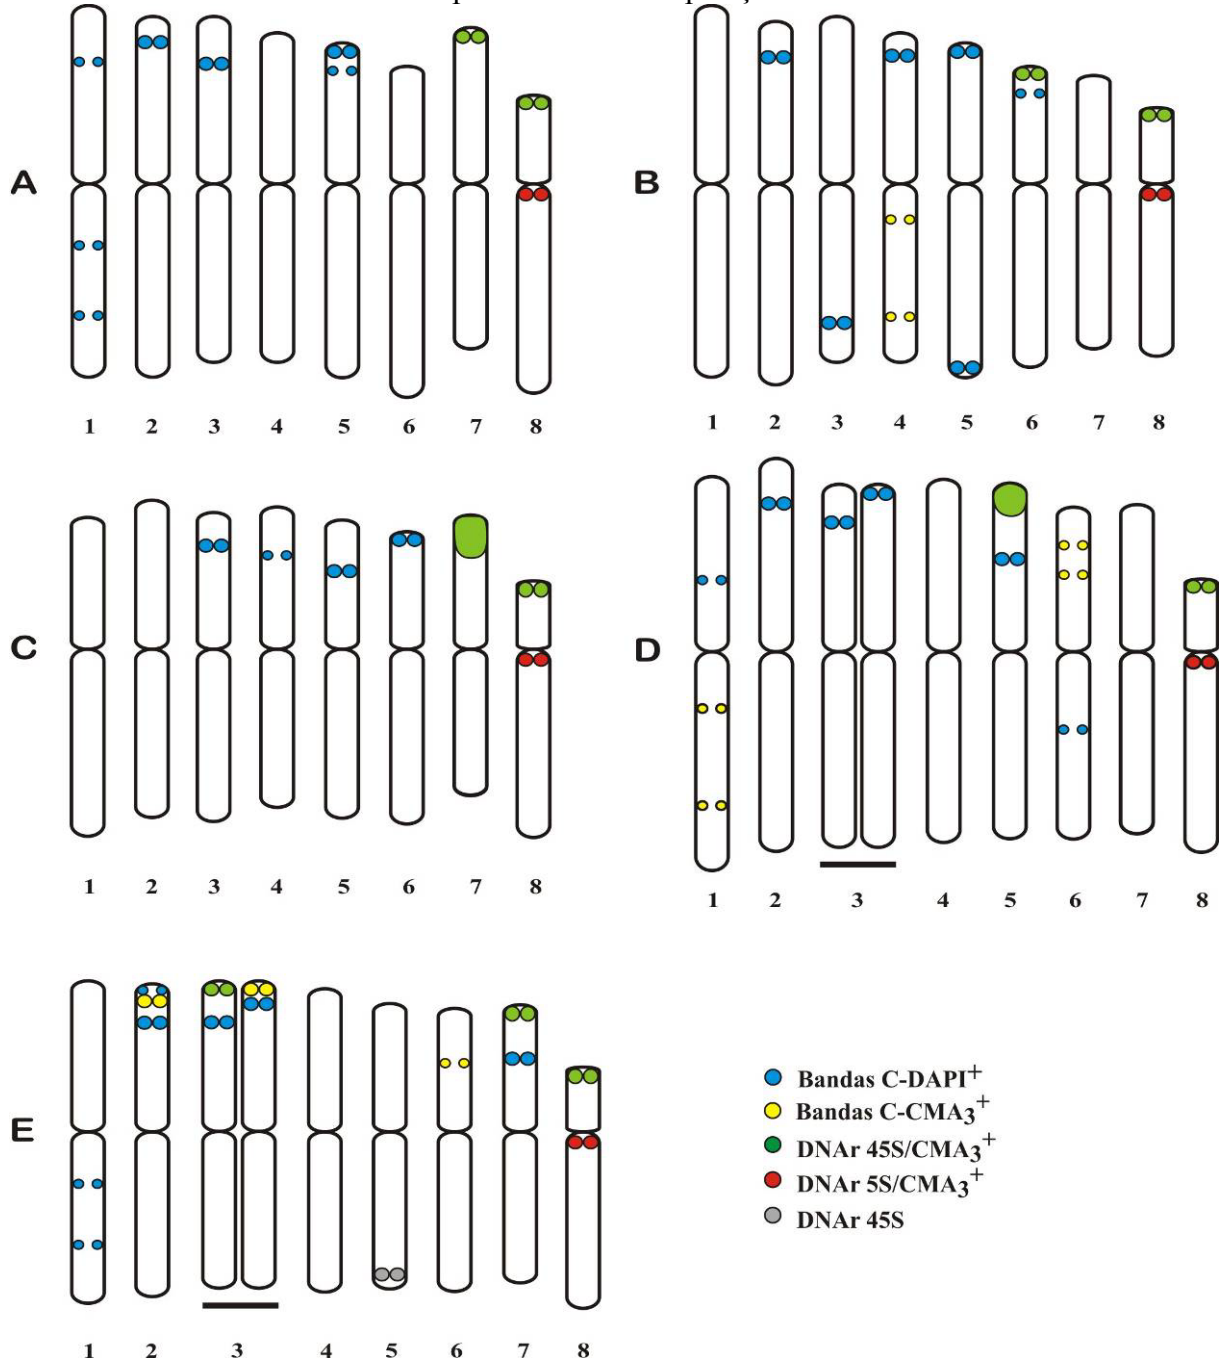 A
B
1 2 3 4 5 6 7 8
1 2 3 4 5 6 7 8
C
D
1 2 3 4 5 6 7 8
1 2 3 4 5 6 7 8
E
Bandas C-DAPI+
Bandas C-CMA3+
DNAr 45S/CMA3+
DNAr 5S/CMA3+
DNAr 45S
1 2 3 4 5 6 7 8